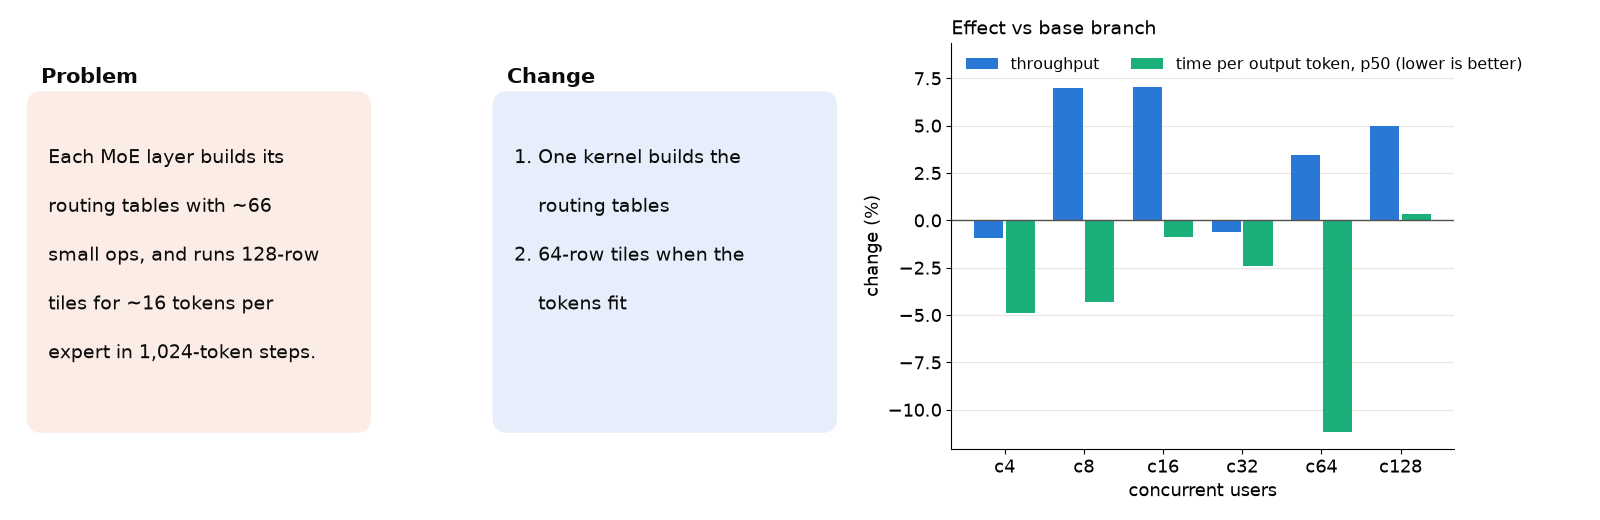 Problem
Each MoE layer builds its
routing tables with ~66
small ops, and runs 128-row
tiles for ~16 tokens per
expert in 1,024-token steps.
Change
1. One kernel builds the
routing tables
2. 64-row tiles when the
tokens fit
Effect vs base branch
throughput
time per output token, p50 (lower is better)
change (%)
7.5
5.0
2.5
0.0
−2.5
−5.0
−7.5
−10.0
c4 c8 c16 c32 c64 c128
concurrent users